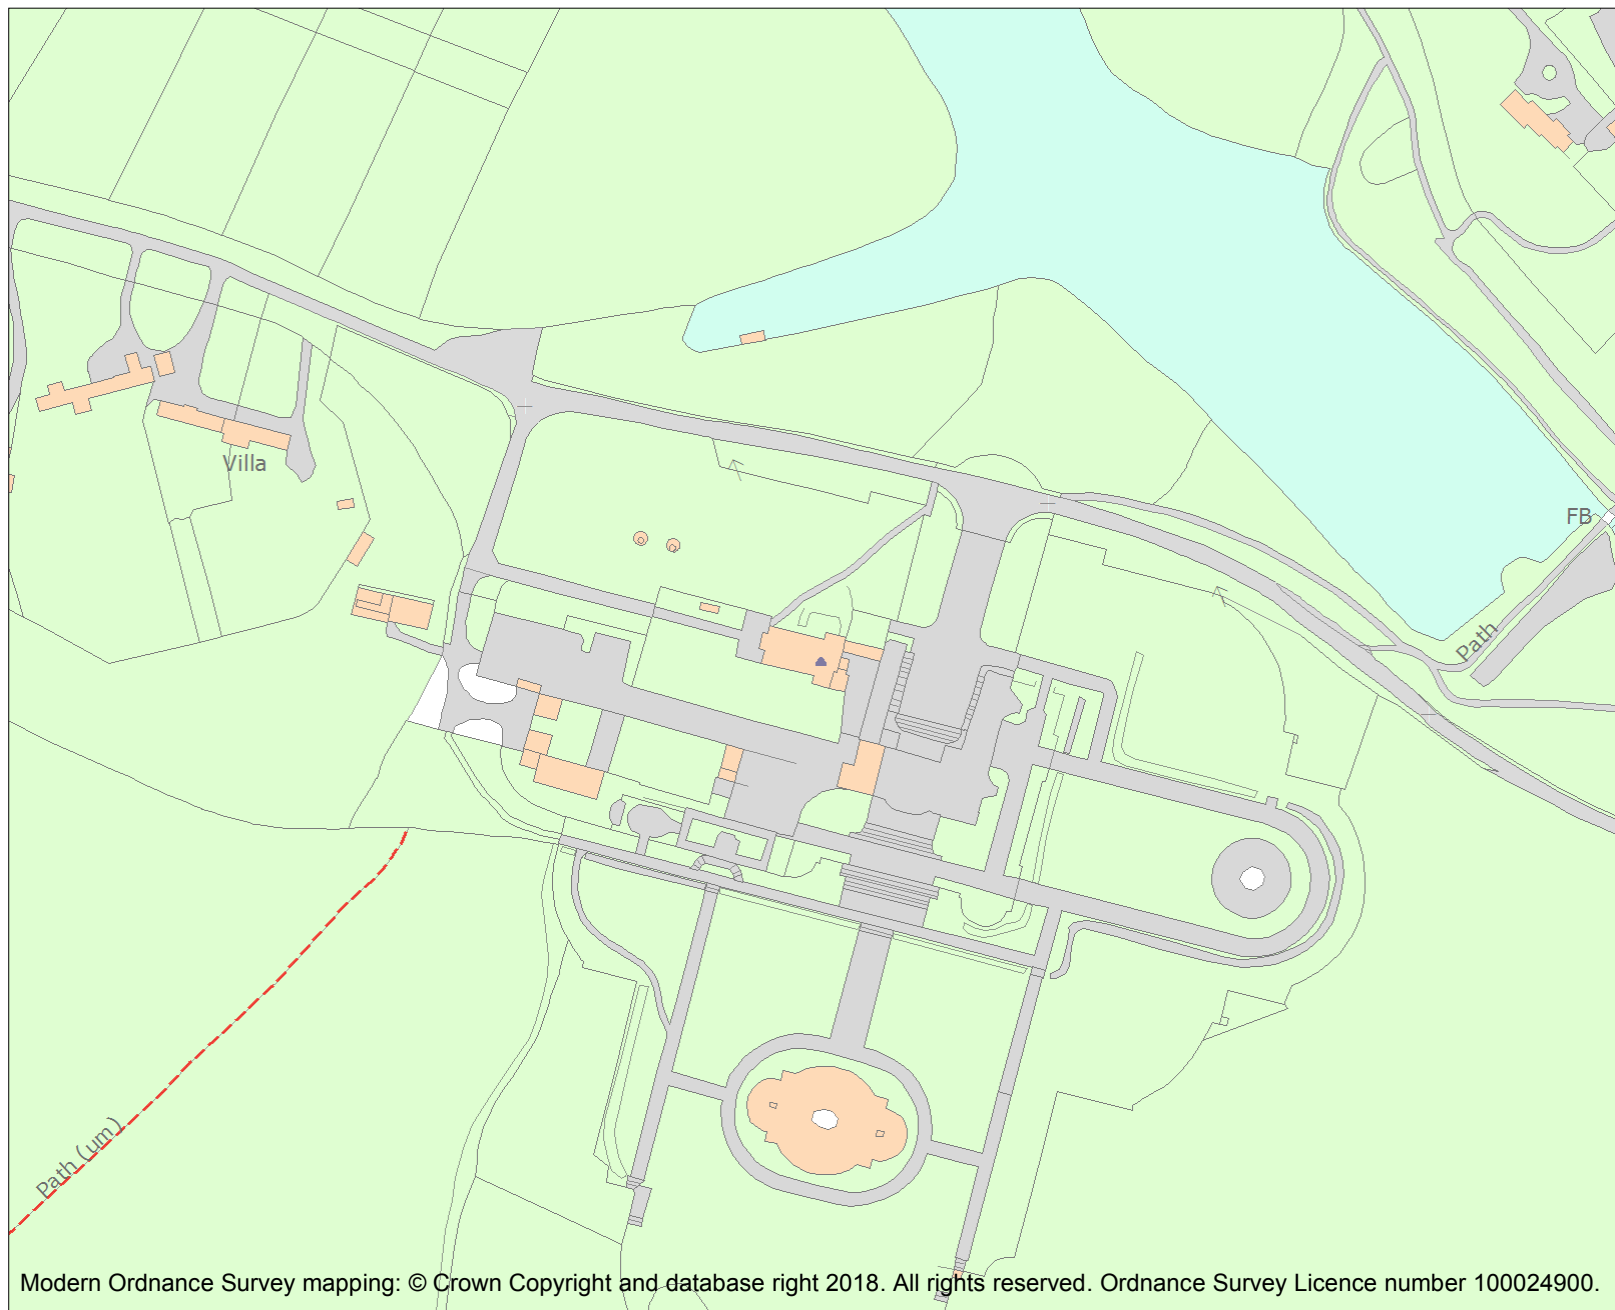 Villa
FB
Path
Path (um)
Modern Ordnance Survey mapping: © Crown Copyright and database right 2018. All rights reserved. Ordnance Survey Licence number 100024900.